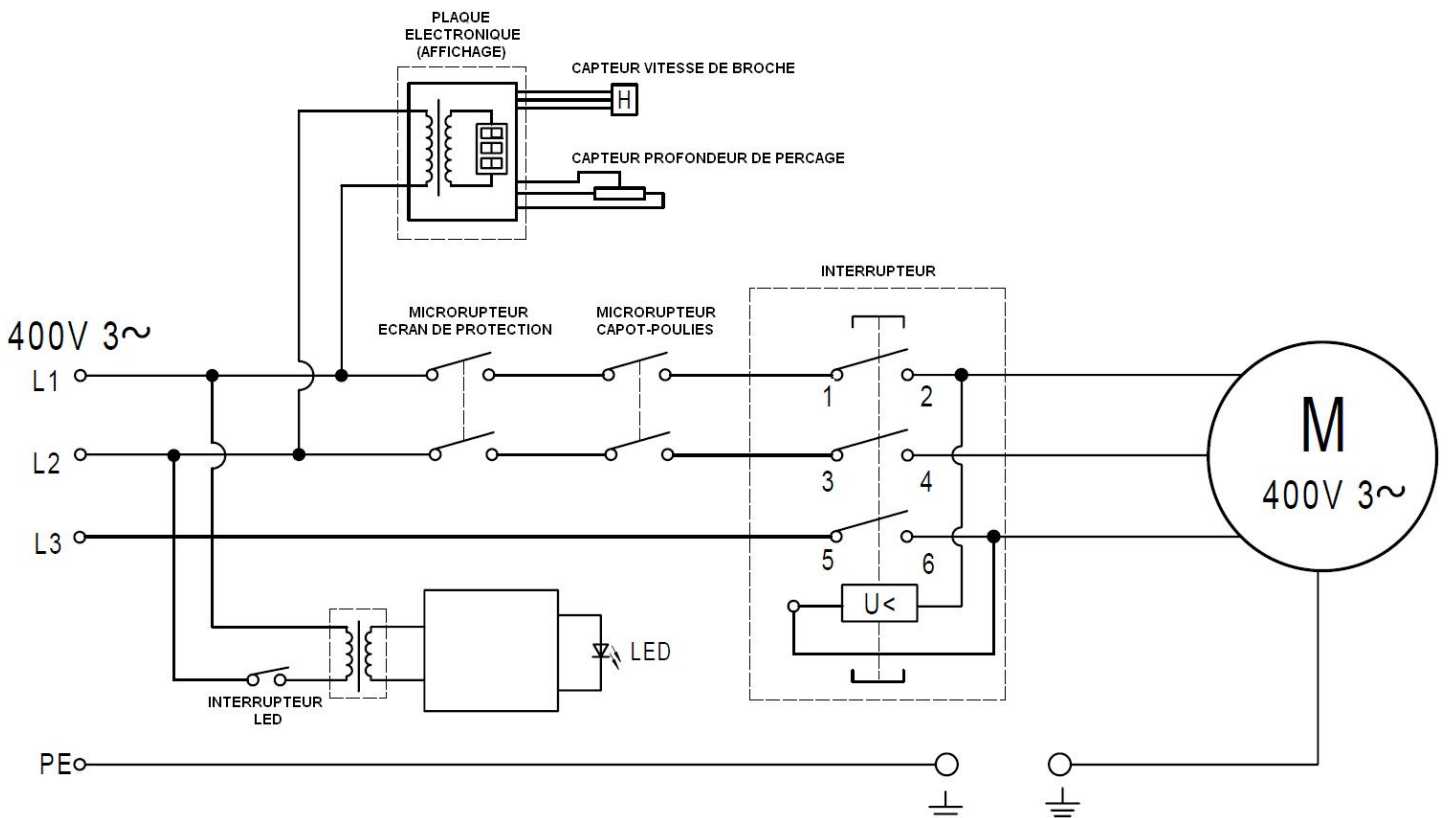 PLAQUE
ELECTRONIQUE
(AFFICHAGE)
CAPTEUR VITESSE DE BROCHE
H
CAPTEUR PROFONDEUR DE PERCAGE
INTERRUPTEUR
MICRORUPTEUR
ECRAN DE PROTECTION
MICRORUPTEUR
CAPOT-POULIES
400V 3~
L1
1
2
M
400V 3~
L2
3
4
L3
5
6
U<
LED
INTERRUPTEUR
LED
PE